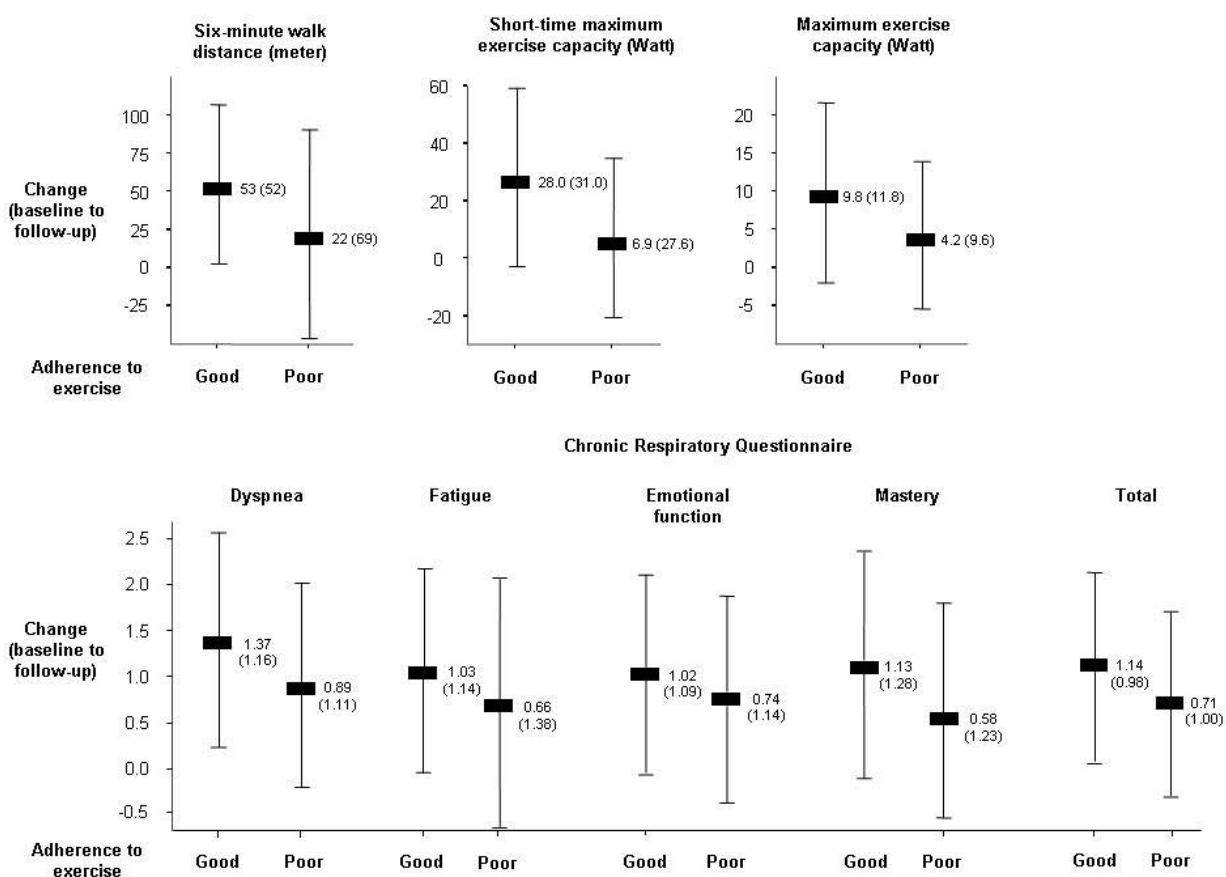 Six-minute walk
distance (meter)
Short-time maximum
exercise capacity (Watt)
Maximum exercise
capacity (Watt)
Change
(baseline to
follow-up)
100
75
50
25
0
-25
53 (52)
22 (69)
60
40
20
0
-20
28.0 (31.0)
6.9 (27.6)
20
15
10
5
0
-5
9.8 (11.8)
4.2 (9.6)
Adherence to
exercise
Good Poor
Good Poor
Good Poor
Chronic Respiratory Questionnaire
Dyspnea
Fatigue
Emotional
function
Mastery
Total
Change
(baseline to
follow-up)
2.5
2.0
1.5
1.0
0.5
0.0
-0.5
1.37
(1.16)
0.89
(1.11)
1.03
(1.14)
0.66
(1.38)
1.02
(1.09)
0.74
(1.14)
1.13
(1.28)
0.58
(1.23)
1.14
(0.98)
0.71
(1.00)
Adherence to
exercise
Good Poor
Good Poor
Good Poor
Good Poor
Good Poor